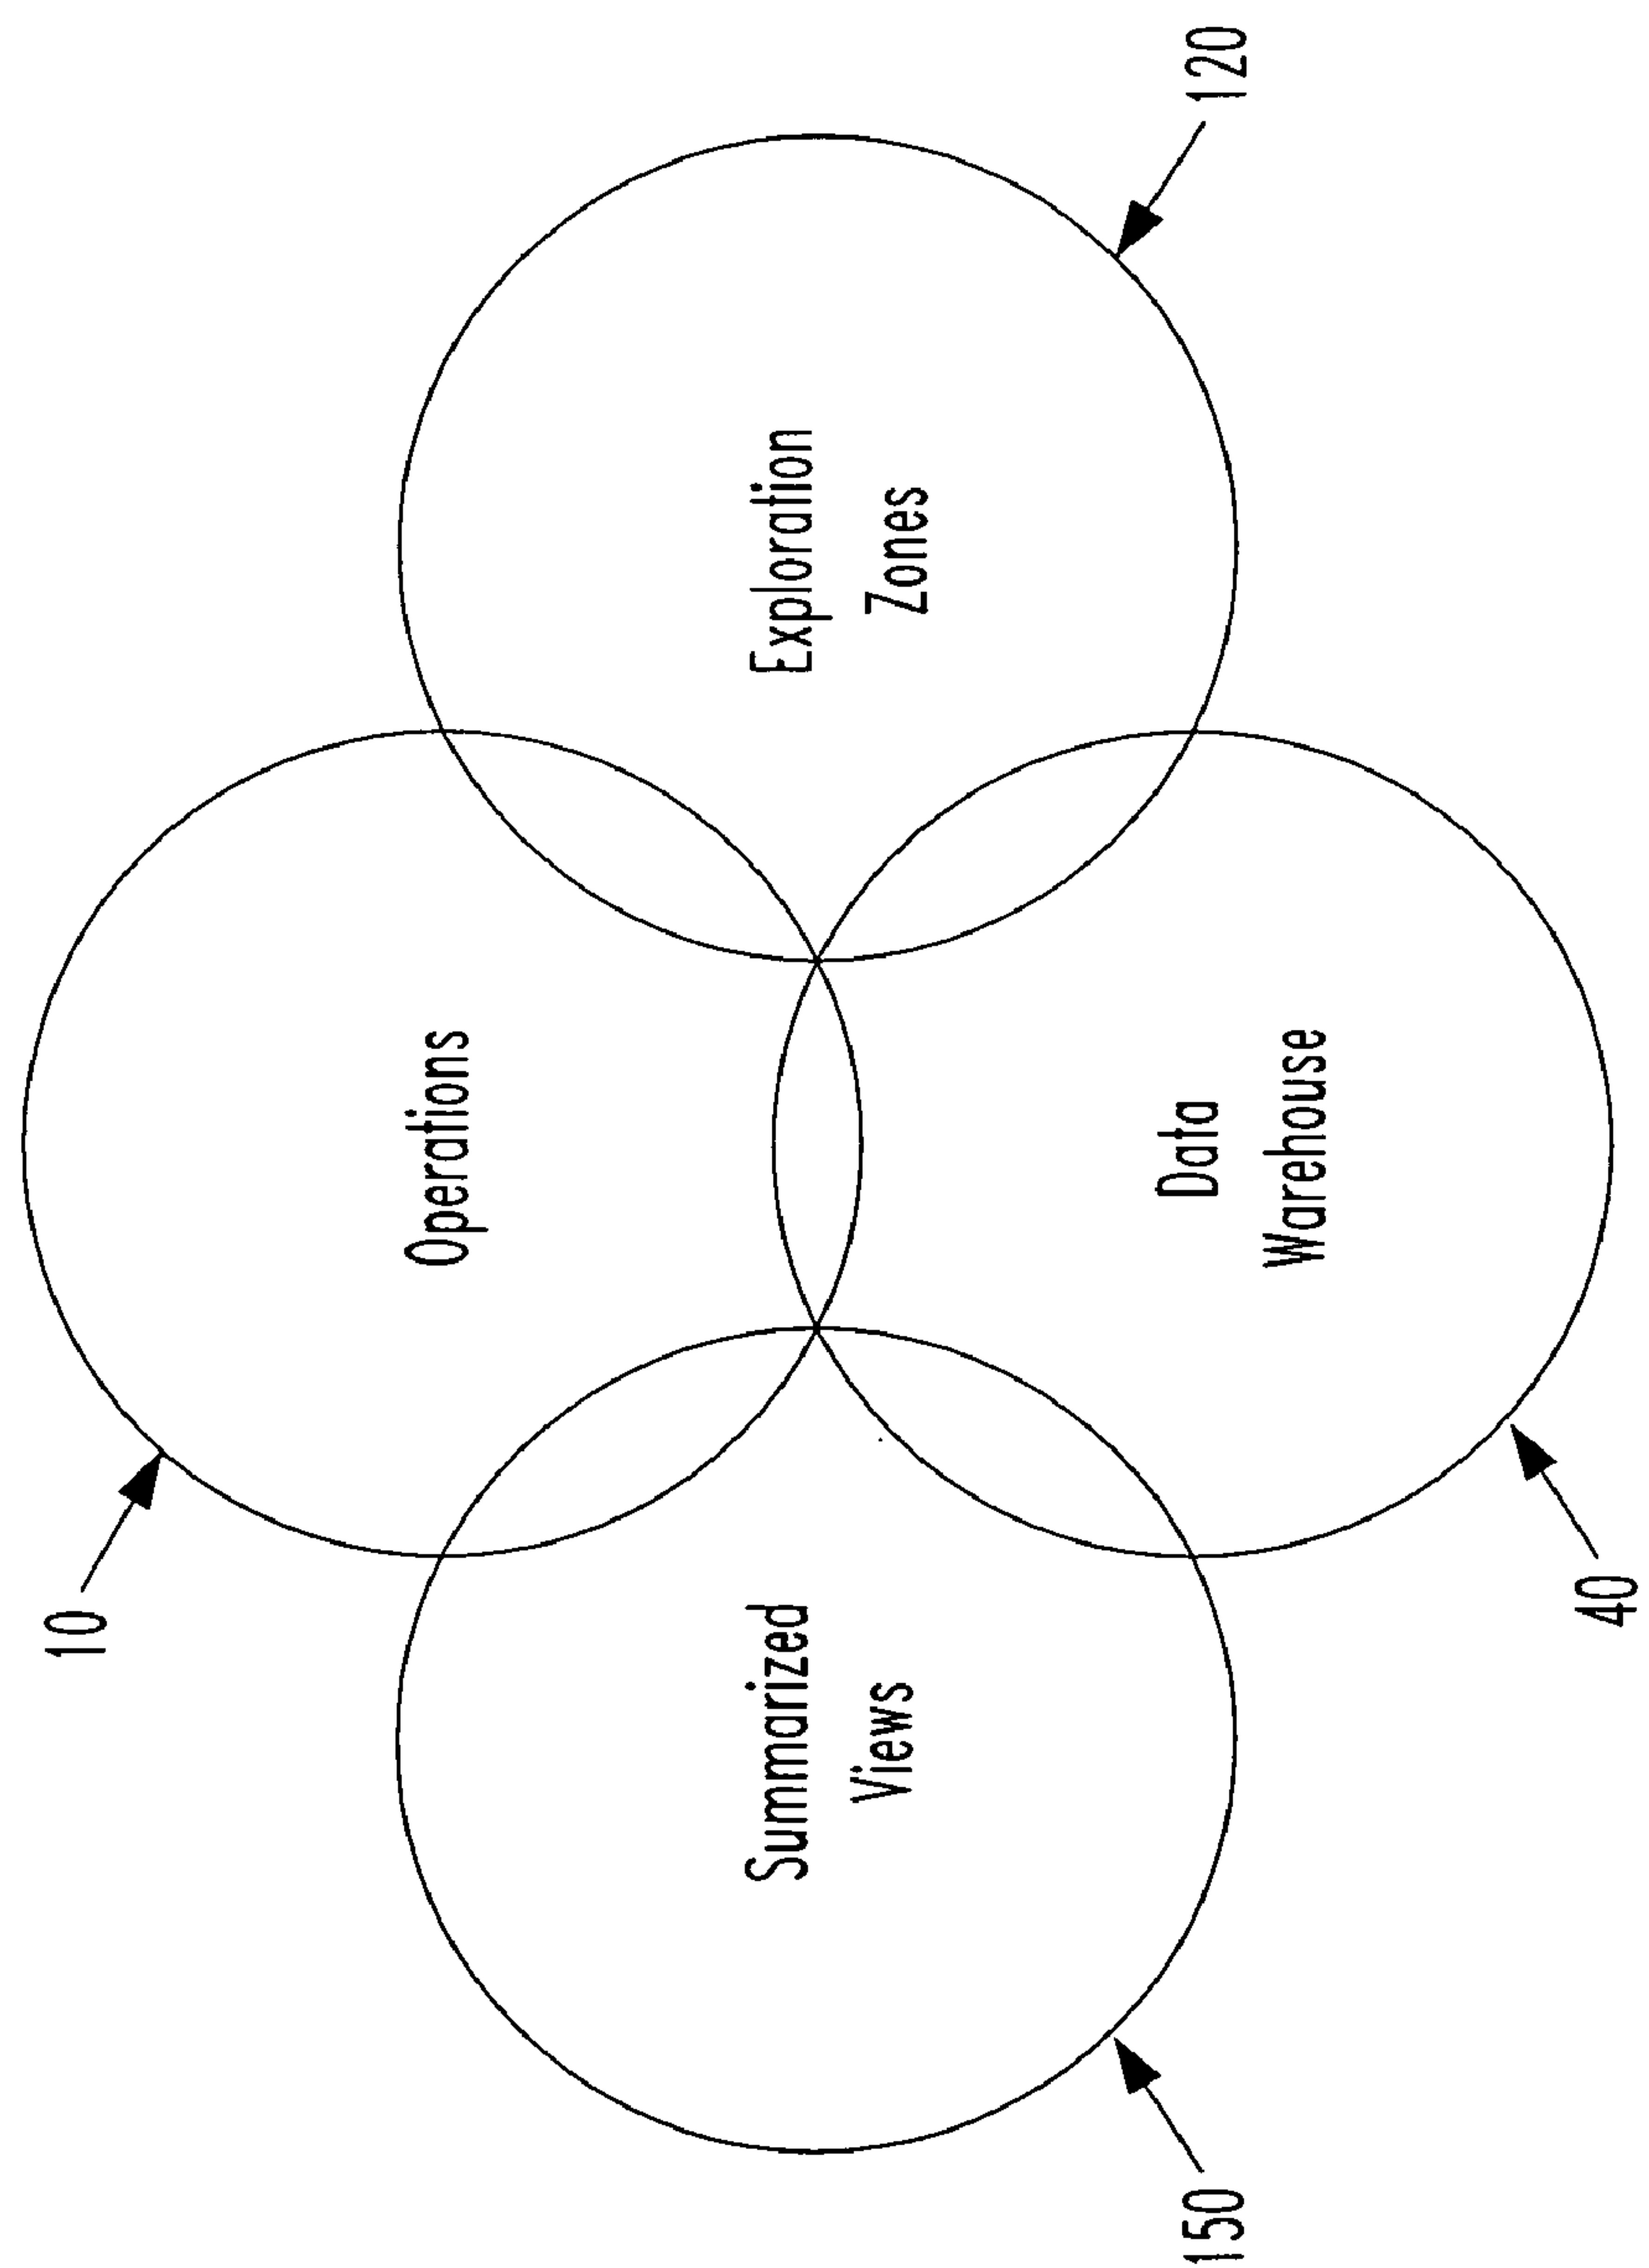 10
Operations
Summarized
Views
Exploration
Zones
120
Data
Warehouse
150
40